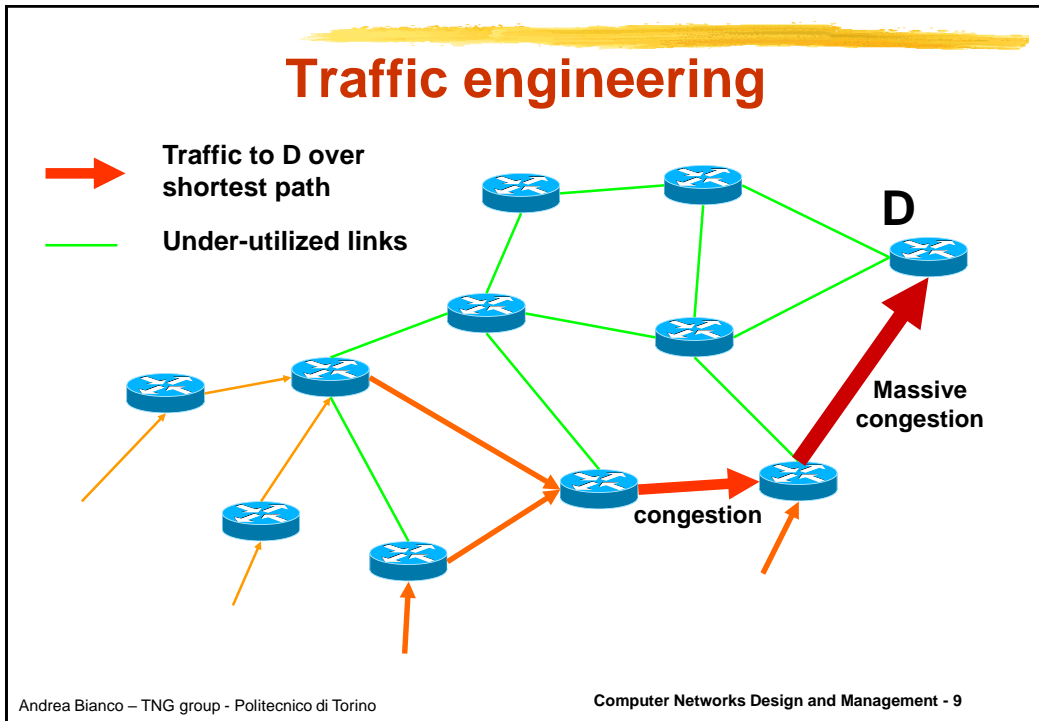 Traffic engineering
Traffic to D over
shortest path
Under-utilized links
D
Massive
congestion
congestion
Andrea Bianco – TNG group - Politecnico di Torino
Computer Networks Design and Management - 9